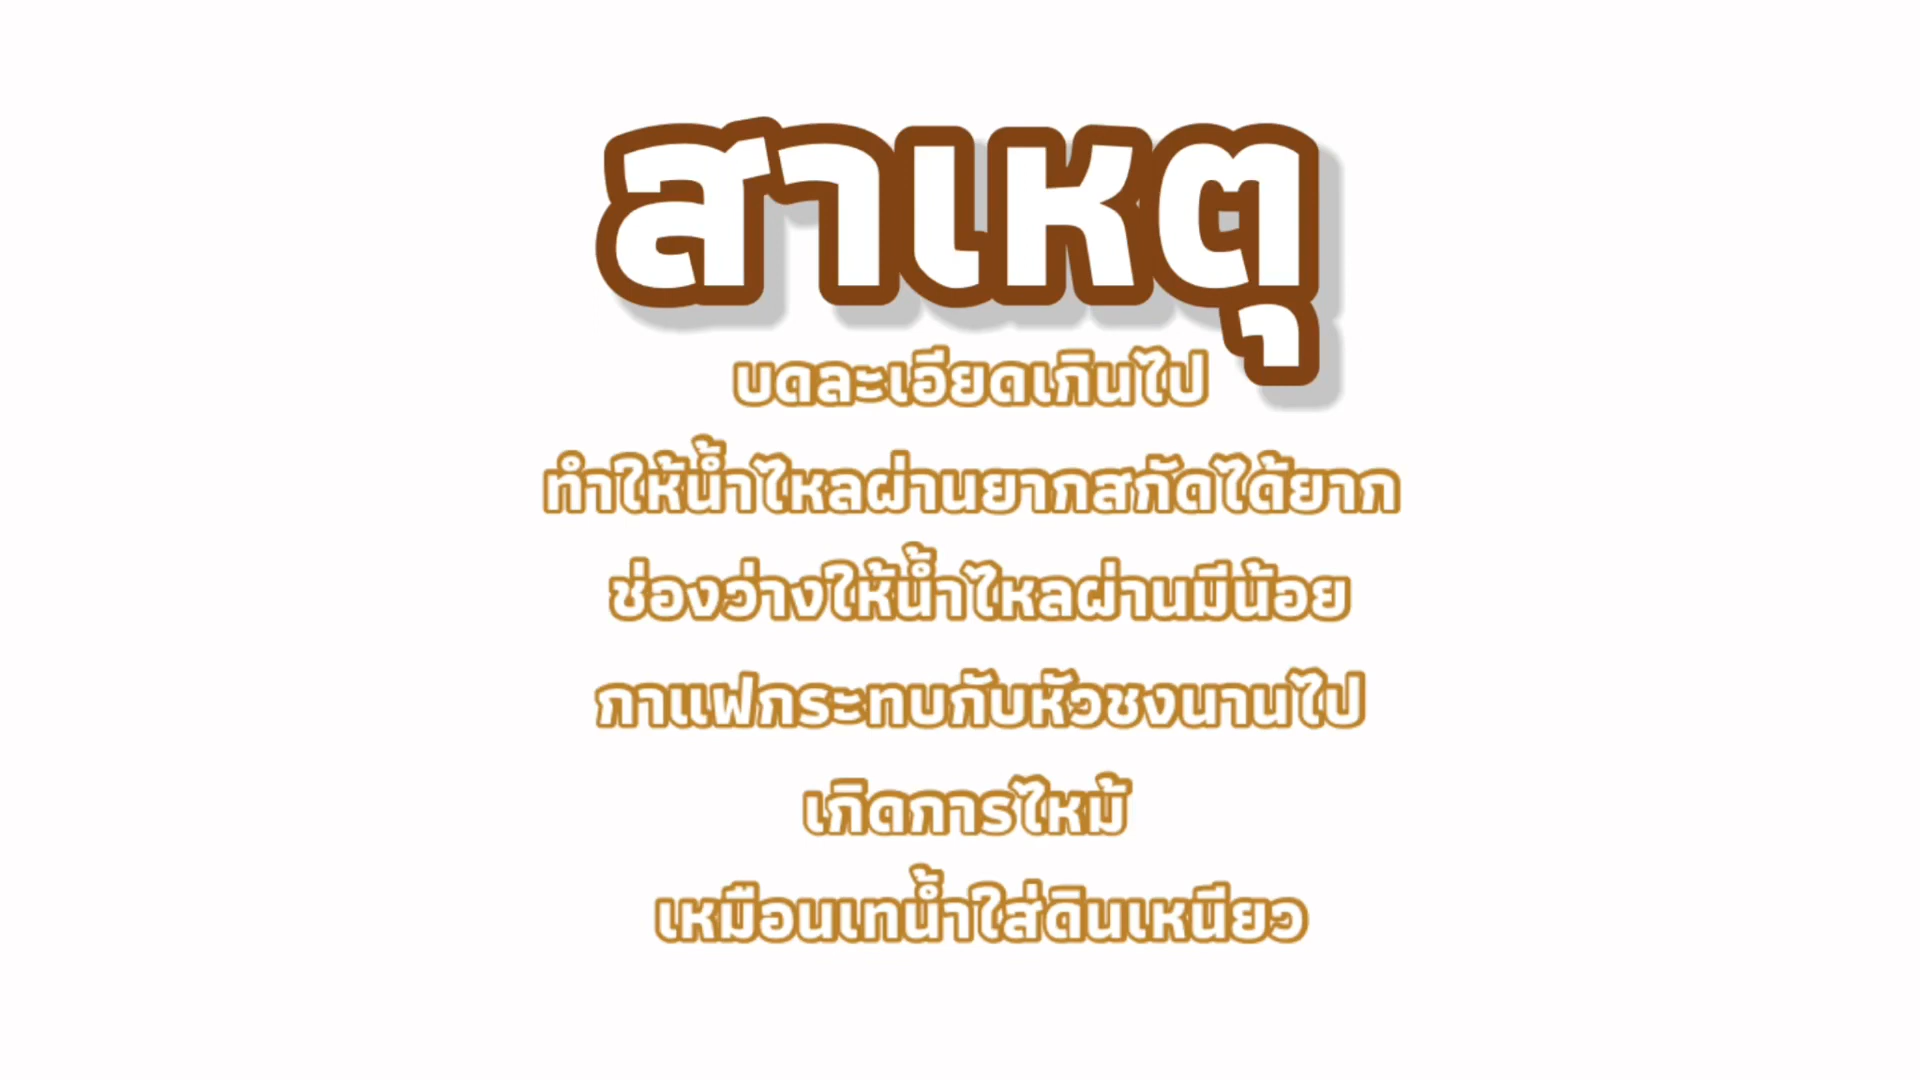 สาเหตุ
บดละเอียดเกินไป
ทำให้น้ำไหลผ่านยากสกัดได้ยาก
ช่องว่างให้น้ำไหลผ่านมีน้อย
กาแฟกระทบกับหัวชงนานไป
เกิดการไหม้
เหมือนเทน้ำใส่ดินเหนียว